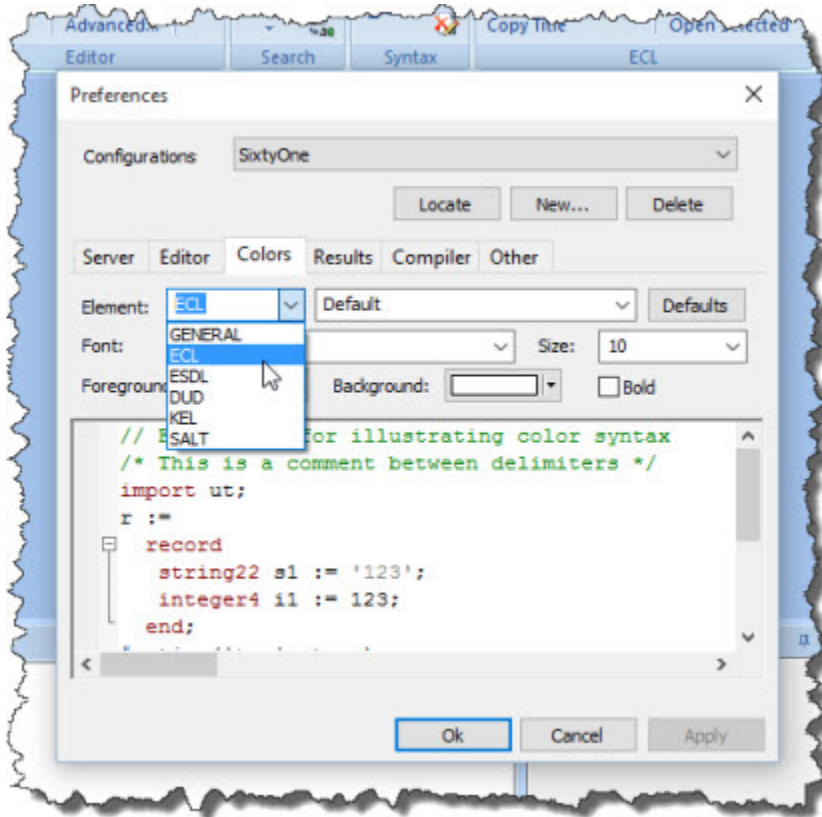 Advanced... Copy Title Open Selected
Editor Search Syntax ECL
Preferences
Configurations SixtyOne
Locate New... Delete
Server Editor Colors Results Compiler Other
Element: ECL Default Defaults
GENERAL
Font: Size: 10
ECL
ESDL
Foreground Background: Bold
DUD
KEL
SALT
// for illustrating color syntax
/* This is a comment between delimiters */
import ut;
r :=
record
string22 s1 := '123';
integer4 i1 := 123;
end;
Ok Cancel Apply